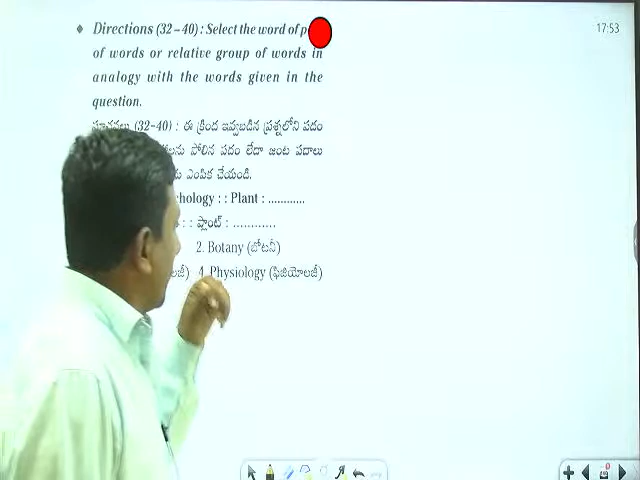 ♦ Directions (32–40) : Select the word of
of words or relative group of words in
analogy with the words given in the
question.
సూచనలు (32-40) : ఈ క్రింద ఇవ్వబడిన ప్రశ్నలోని పదం
పోలిన పదం లేదా జంట పదాలు
ఎంపిక చేయండి.
: : Plant : ............
: : ప్లాంట్ : ............
2. Botany (బోటనీ)
4. Physiology (ఫిజియోలజీ)
17:53